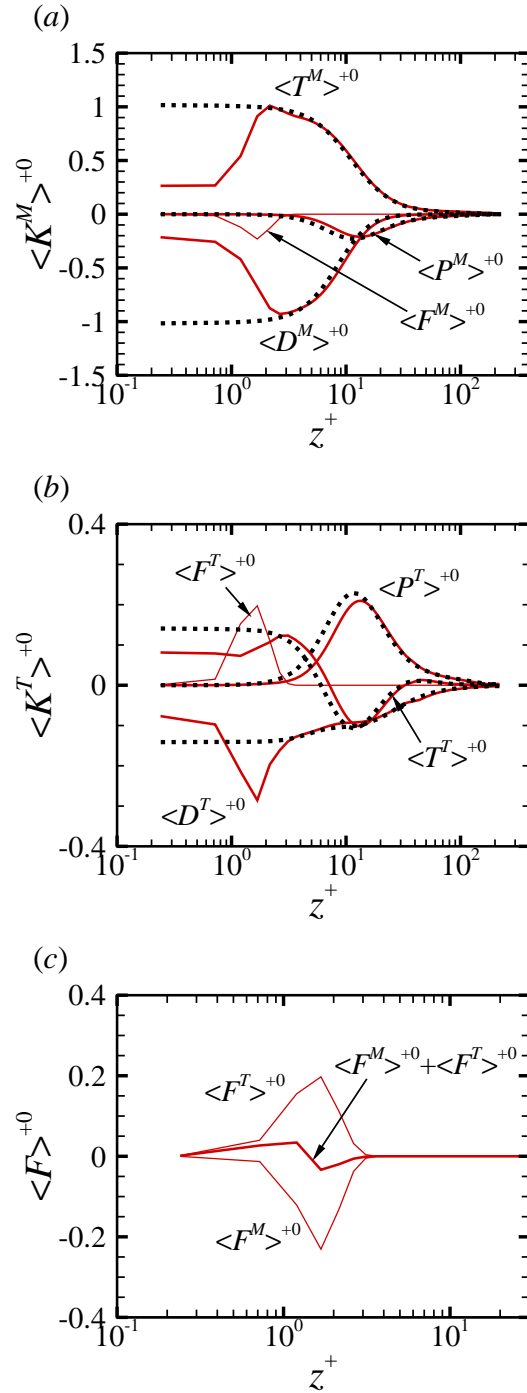 (a)
<T^M>^{+0}
1
0.5
0
-0.5
-1
-1.5
<K^M>^{+0}
<P^M>^{+0}
<F^M>^{+0}
<D^M>^{+0}
10^{-1} 10^0 10^1 10^2
z^+
(b)
0.4
0
-0.4
<K^T>^{+0}
<F^T>^{+0}
<P^T>^{+0}
<T^T>^{+0}
<D^T>^{+0}
10^{-1} 10^0 10^1 10^2
z^+
(c)
0.4
0.2
0
-0.2
-0.4
<F>^{+0}
<F^M>^{+0}+<F^T>^{+0}
<F^T>^{+0}
<F^M>^{+0}
10^{-1} 10^0 10^1
z^+